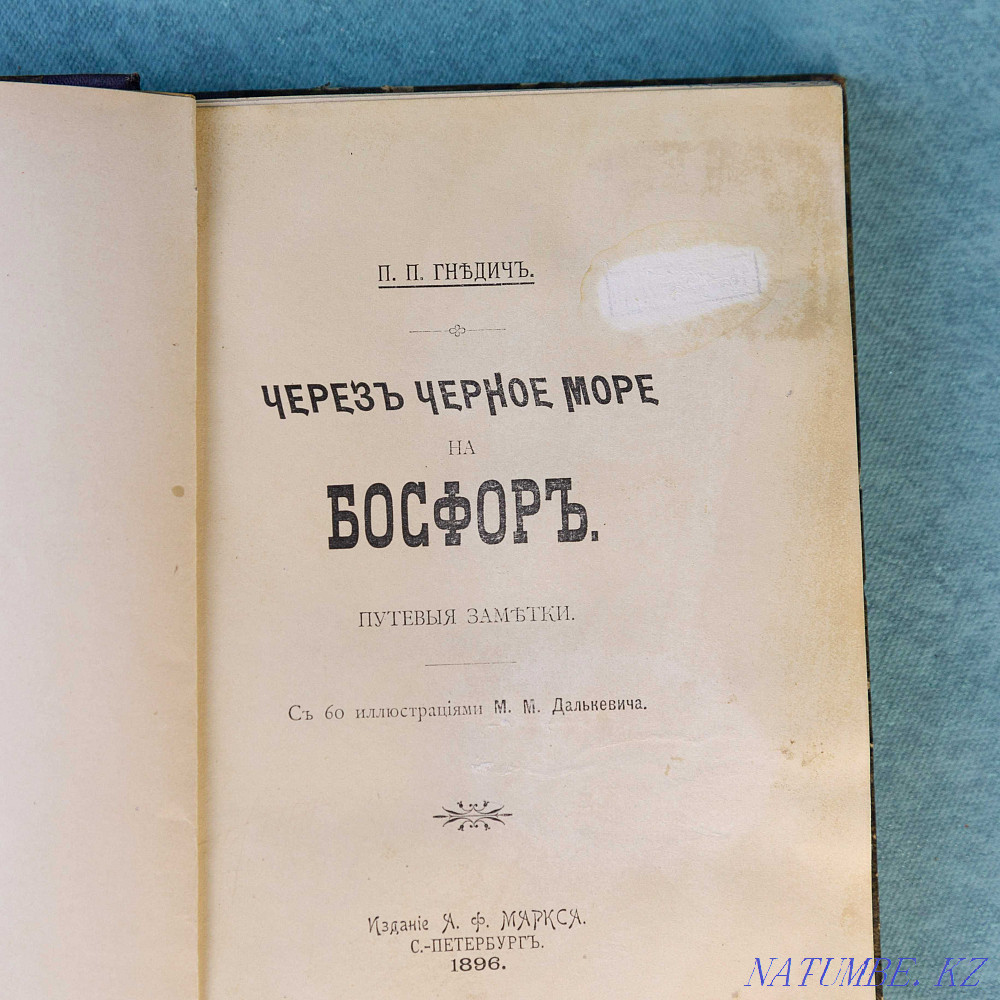 П. П. ГНѢДИЧЪ.
ЧЕРЕЗЪ ЧЕРНОЕ МОРЕ
НА
БОСФОРЪ.
ПУТЕВЫЯ ЗАМѢТКИ.
Съ 60 иллюстраціями М. М. Далькевича.
Изданіе А. Ф. МАРКСА.
С.-ПЕТЕРБУРГЪ.
1896.
NATUMBE. KZ